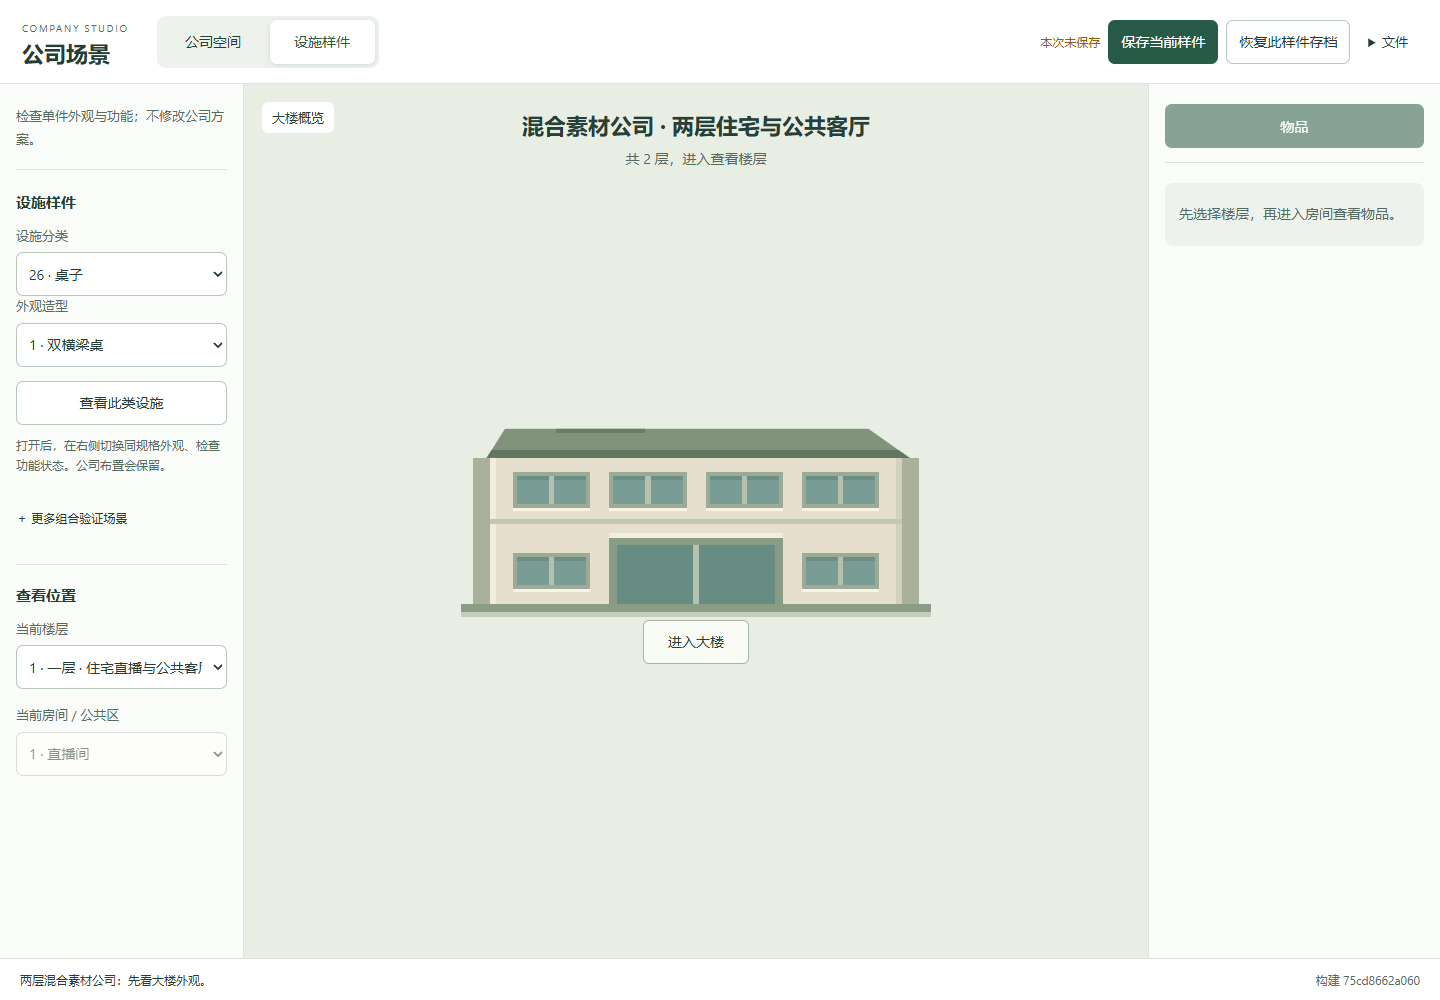 COMPANY STUDIO
公司场景
公司空间
设施样件
本次未保存
保存当前样件
恢复此样件存档
▶ 文件
检查单件外观与功能；不修改公司方
案。
设施样件
设施分类
26 · 桌子
外观造型
1 · 双横梁桌
查看此类设施
打开后，在右侧切换同规格外观、检查
功能状态。公司布置会保留。
+ 更多组合验证场景
查看位置
当前楼层
1 · 一层 · 住宅直播与公共客
当前房间 / 公共区
1 · 直播间
大楼概览
混合素材公司 · 两层住宅与公共客厅
共 2 层，进入查看楼层
进入大楼
物品
先选择楼层，再进入房间查看物品。
两层混合素材公司：先看大楼外观。
构建 75cd8662a060